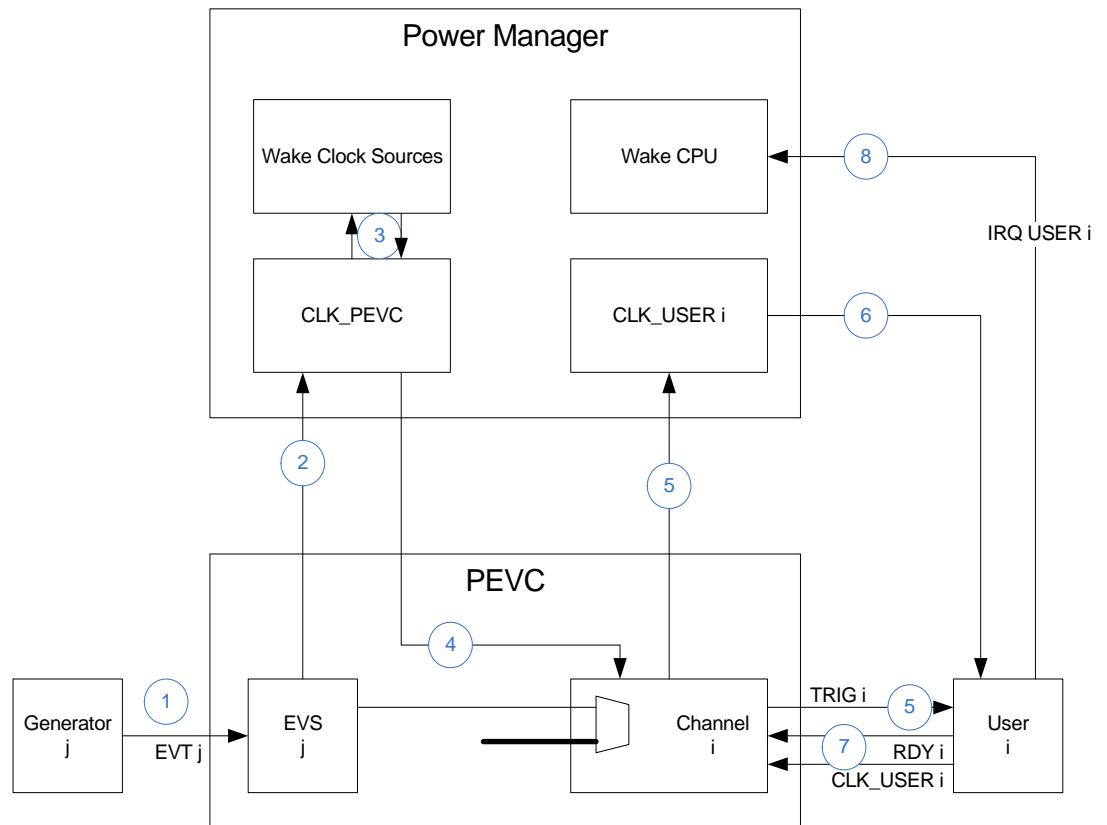 Power Manager
Wake Clock Sources
Wake CPU
8
3
IRQ USER i
CLK_PEVC
CLK_USER i
6
2
5
PEVC
4
1
Generator
j
EVT j
EVS
j
Channel
i
TRIG i
5
7
RDY i
CLK_USER i
User
i